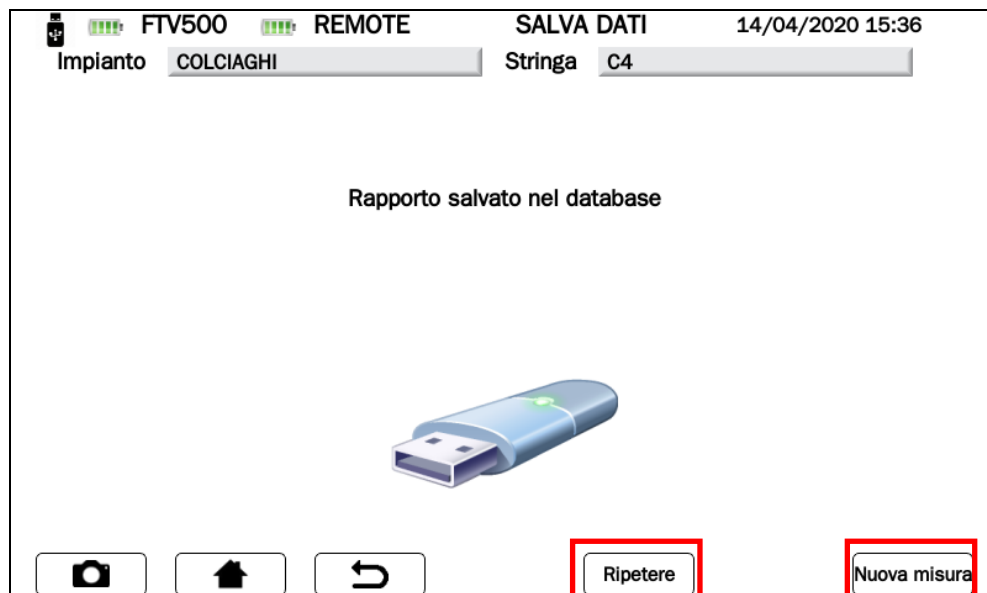 FTV500 REMOTE SALVA DATI 14/04/2020 15:36
Impianto COLCIAGHI Stringa C4
Rapporto salvato nel database
Ripetere Nuova misura